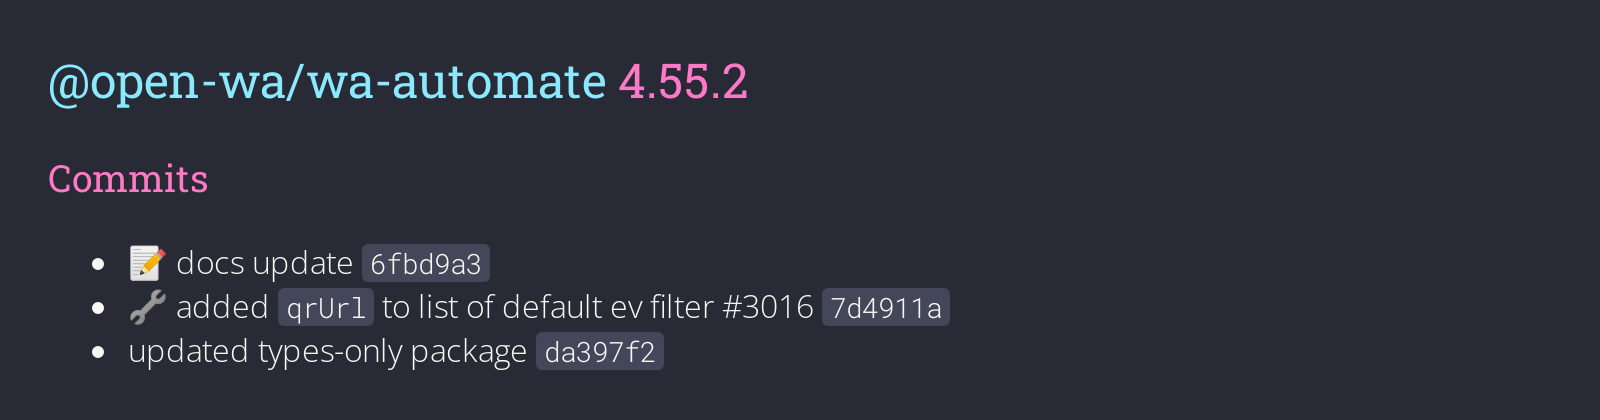 @open-wa/wa-automate 4.55.2
Commits
📝 docs update 6fbd9a3
🔧 added qrUrl to list of default ev filter #3016 7d4911a
updated types-only package da397f2